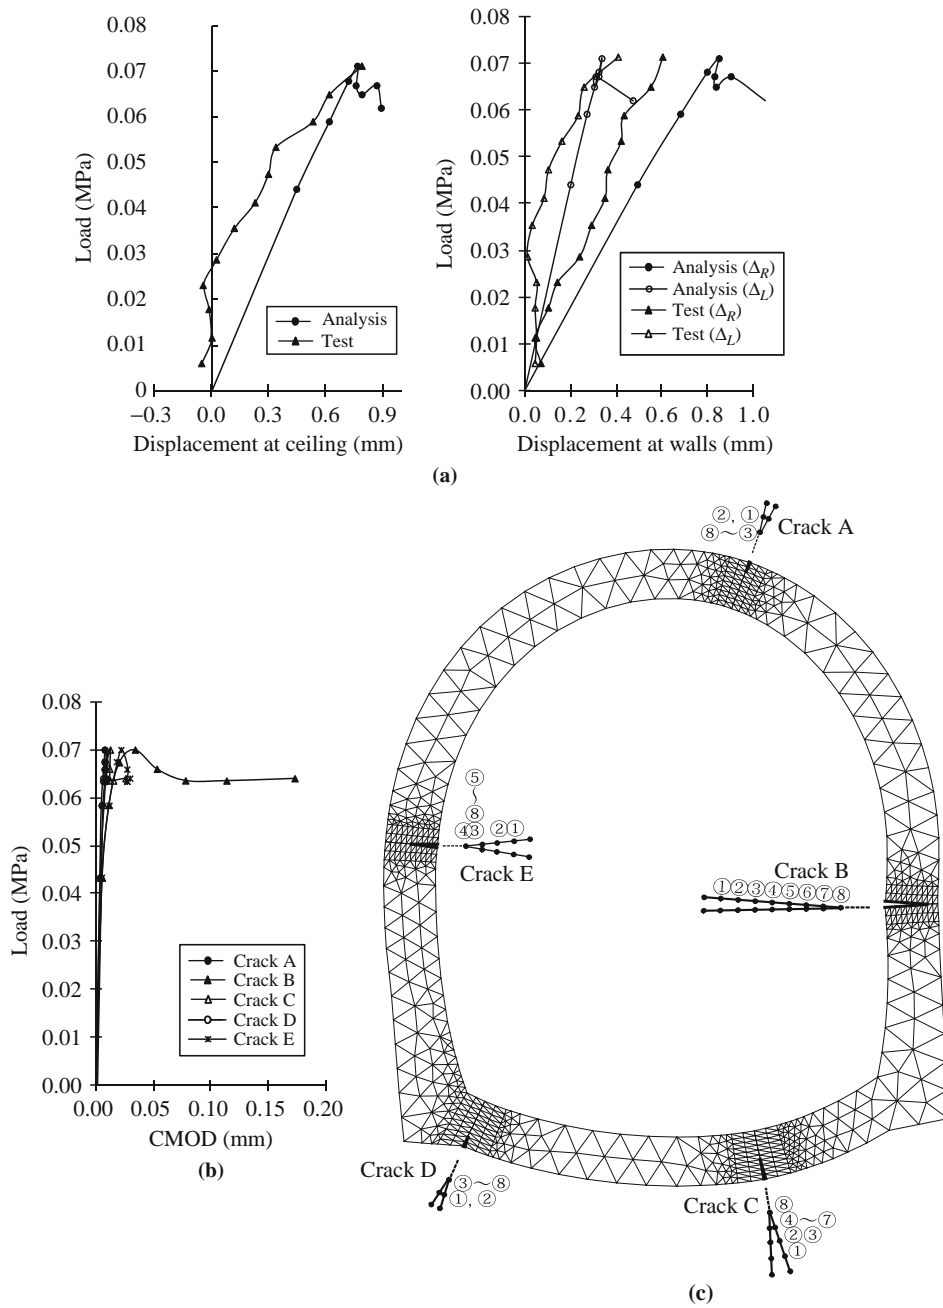 0.08
0.07
0.06
0.05
0.04
0.03
0.02
0.01
0
Load (MPa)
Analysis
Test
−0.3 0.0 0.3 0.6 0.9
Displacement at ceiling (mm)
0.08
0.07
0.06
0.05
0.04
0.03
0.02
0.01
0.00
Load (MPa)
Analysis (Δ_R)
Analysis (Δ_L)
Test (Δ_R)
Test (Δ_L)
0.0 0.2 0.4 0.6 0.8 1.0
Displacement at walls (mm)
(a)
0.08
0.07
0.06
0.05
0.04
0.03
0.02
0.01
0.00
Load (MPa)
Crack A
Crack B
Crack C
Crack D
Crack E
0.00 0.05 0.10 0.15 0.20
CMOD (mm)
(b)
②, ①
⑧～③
Crack A
⑤
～
⑧
④③ ②①
Crack E
Crack B
①②③④⑤⑥⑦⑧
Crack D
③～⑧
①, ②
Crack C
⑧
④～⑦
②③
①
(c)